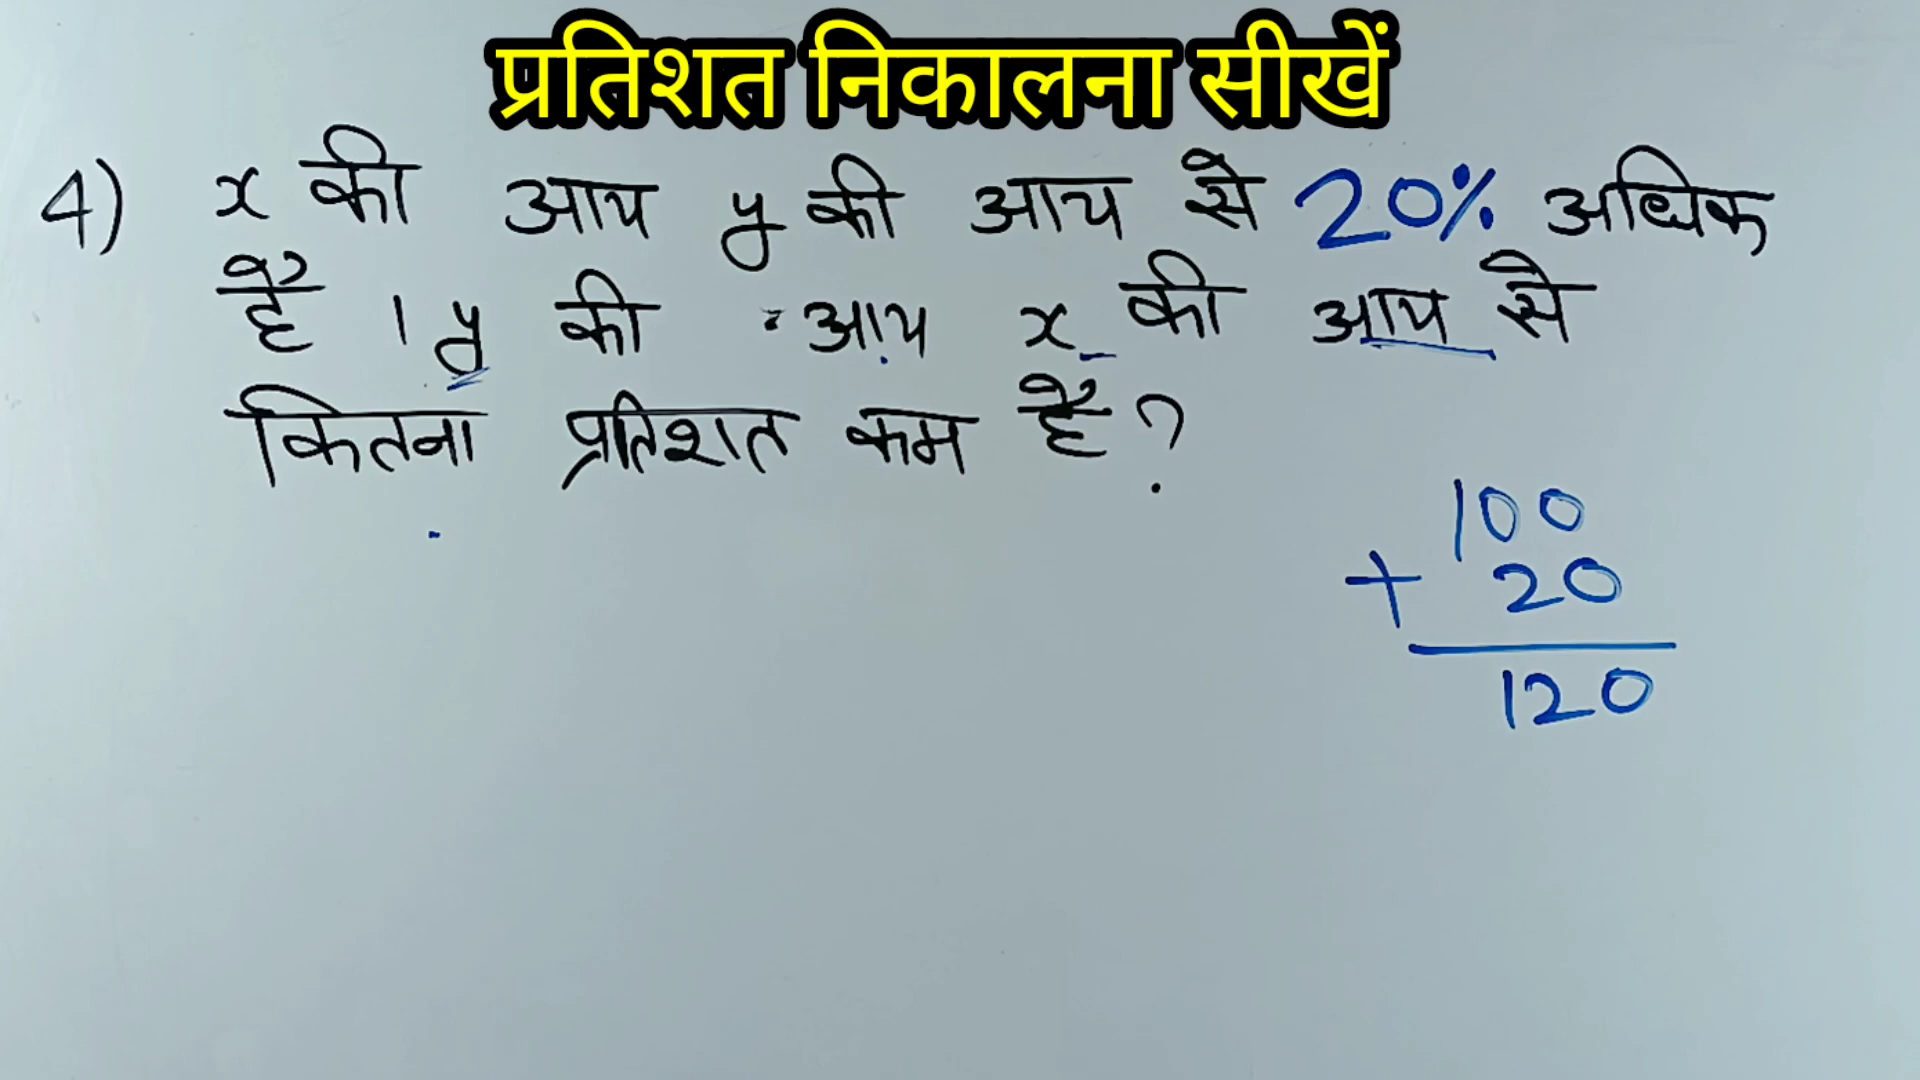 प्रतिशत निकालना सीखें
4) x की आय y की आय से 20% अधिक
है । y की आय x की आय से
कितना प्रतिशत कम है ?
100
+ 20
120